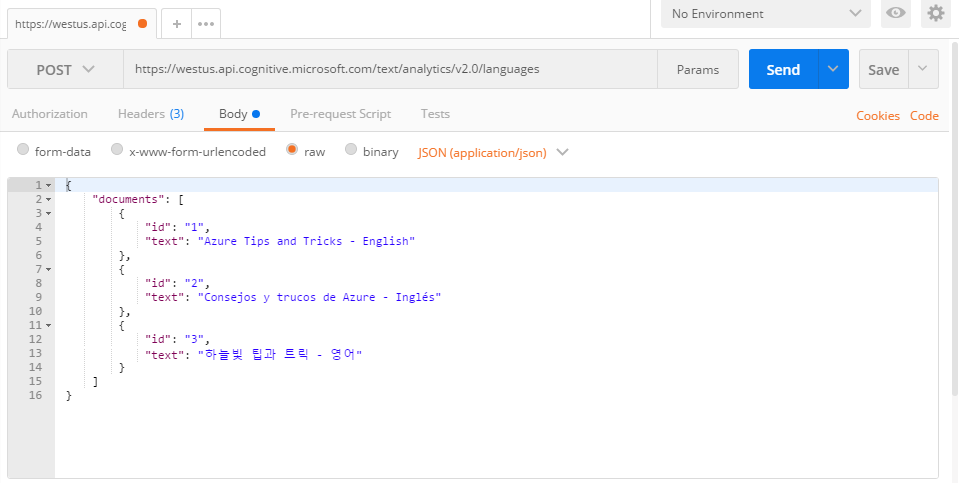 https://westus.api.cog
No Environment
POST https://westus.api.cognitive.microsoft.com/text/analytics/v2.0/languages Params Send Save
Authorization Headers (3) Body Pre-request Script Tests Cookies Code
form-data x-www-form-urlencoded raw binary JSON (application/json)
1 {
2 "documents": [
3 {
4 "id": "1",
5 "text": "Azure Tips and Tricks - English"
6 },
7 {
8 "id": "2",
9 "text": "Consejos y trucos de Azure - Inglés"
10 },
11 {
12 "id": "3",
13 "text": "하늘빛 팁과 트릭 - 영어"
14 }
15 ]
16 }